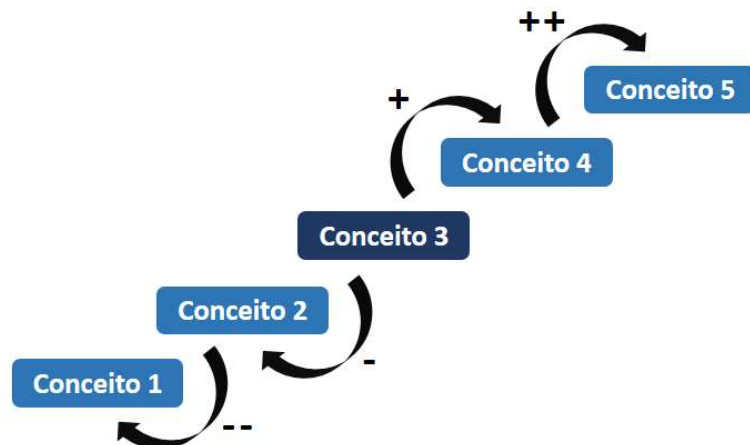 ++
Conceito 5
+
Conceito 4
Conceito 3
Conceito 2
-
Conceito 1
--